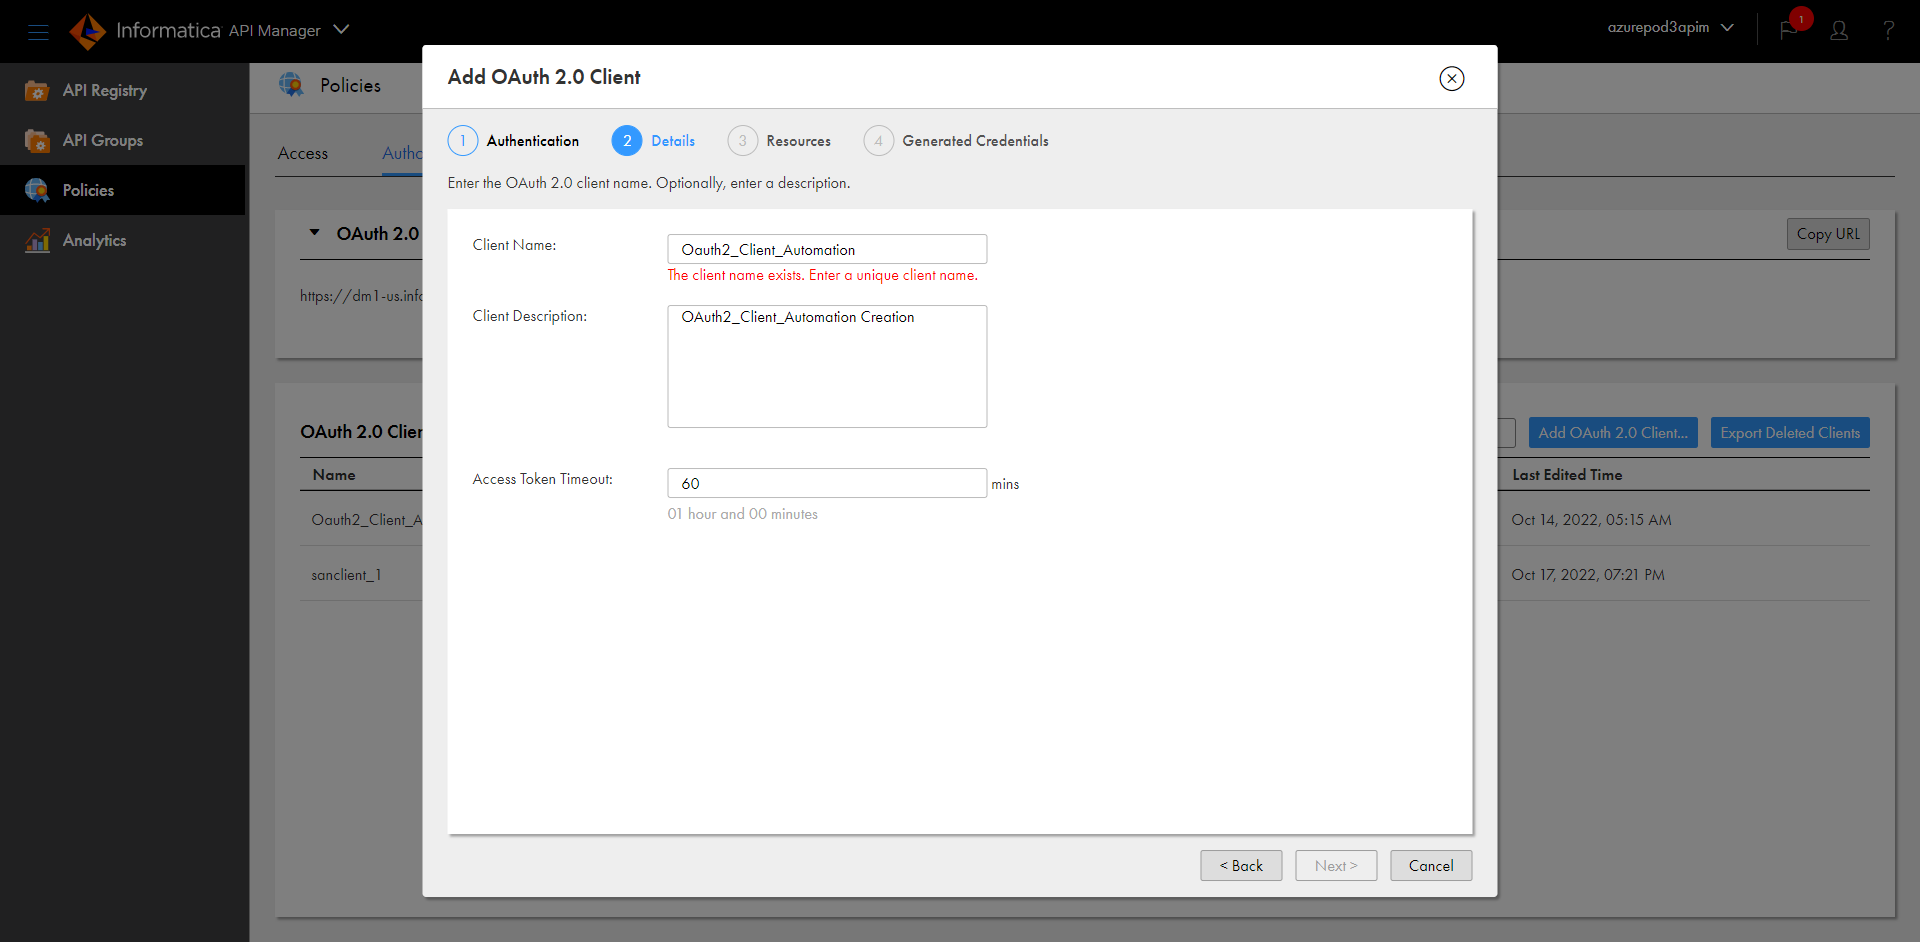 Informatica API Manager
azurepod3apim
1
?
API Registry
API Groups
Policies
Analytics
Policies
Access
Autho
OAuth 2.0
Copy URL
https://dm1-us.info
OAuth 2.0 Clien
Add OAuth 2.0 Client...
Export Deleted Clients
Name
Last Edited Time
Oauth2_Client_A
Oct 14, 2022, 05:15 AM
sanclient_1
Oct 17, 2022, 07:21 PM
Add OAuth 2.0 Client
1 Authentication
2 Details
3 Resources
4 Generated Credentials
Enter the OAuth 2.0 client name. Optionally, enter a description.
Client Name:
Oauth2_Client_Automation
The client name exists. Enter a unique client name.
Client Description:
OAuth2_Client_Automation Creation
Access Token Timeout:
60 mins
01 hour and 00 minutes
< Back
Next >
Cancel